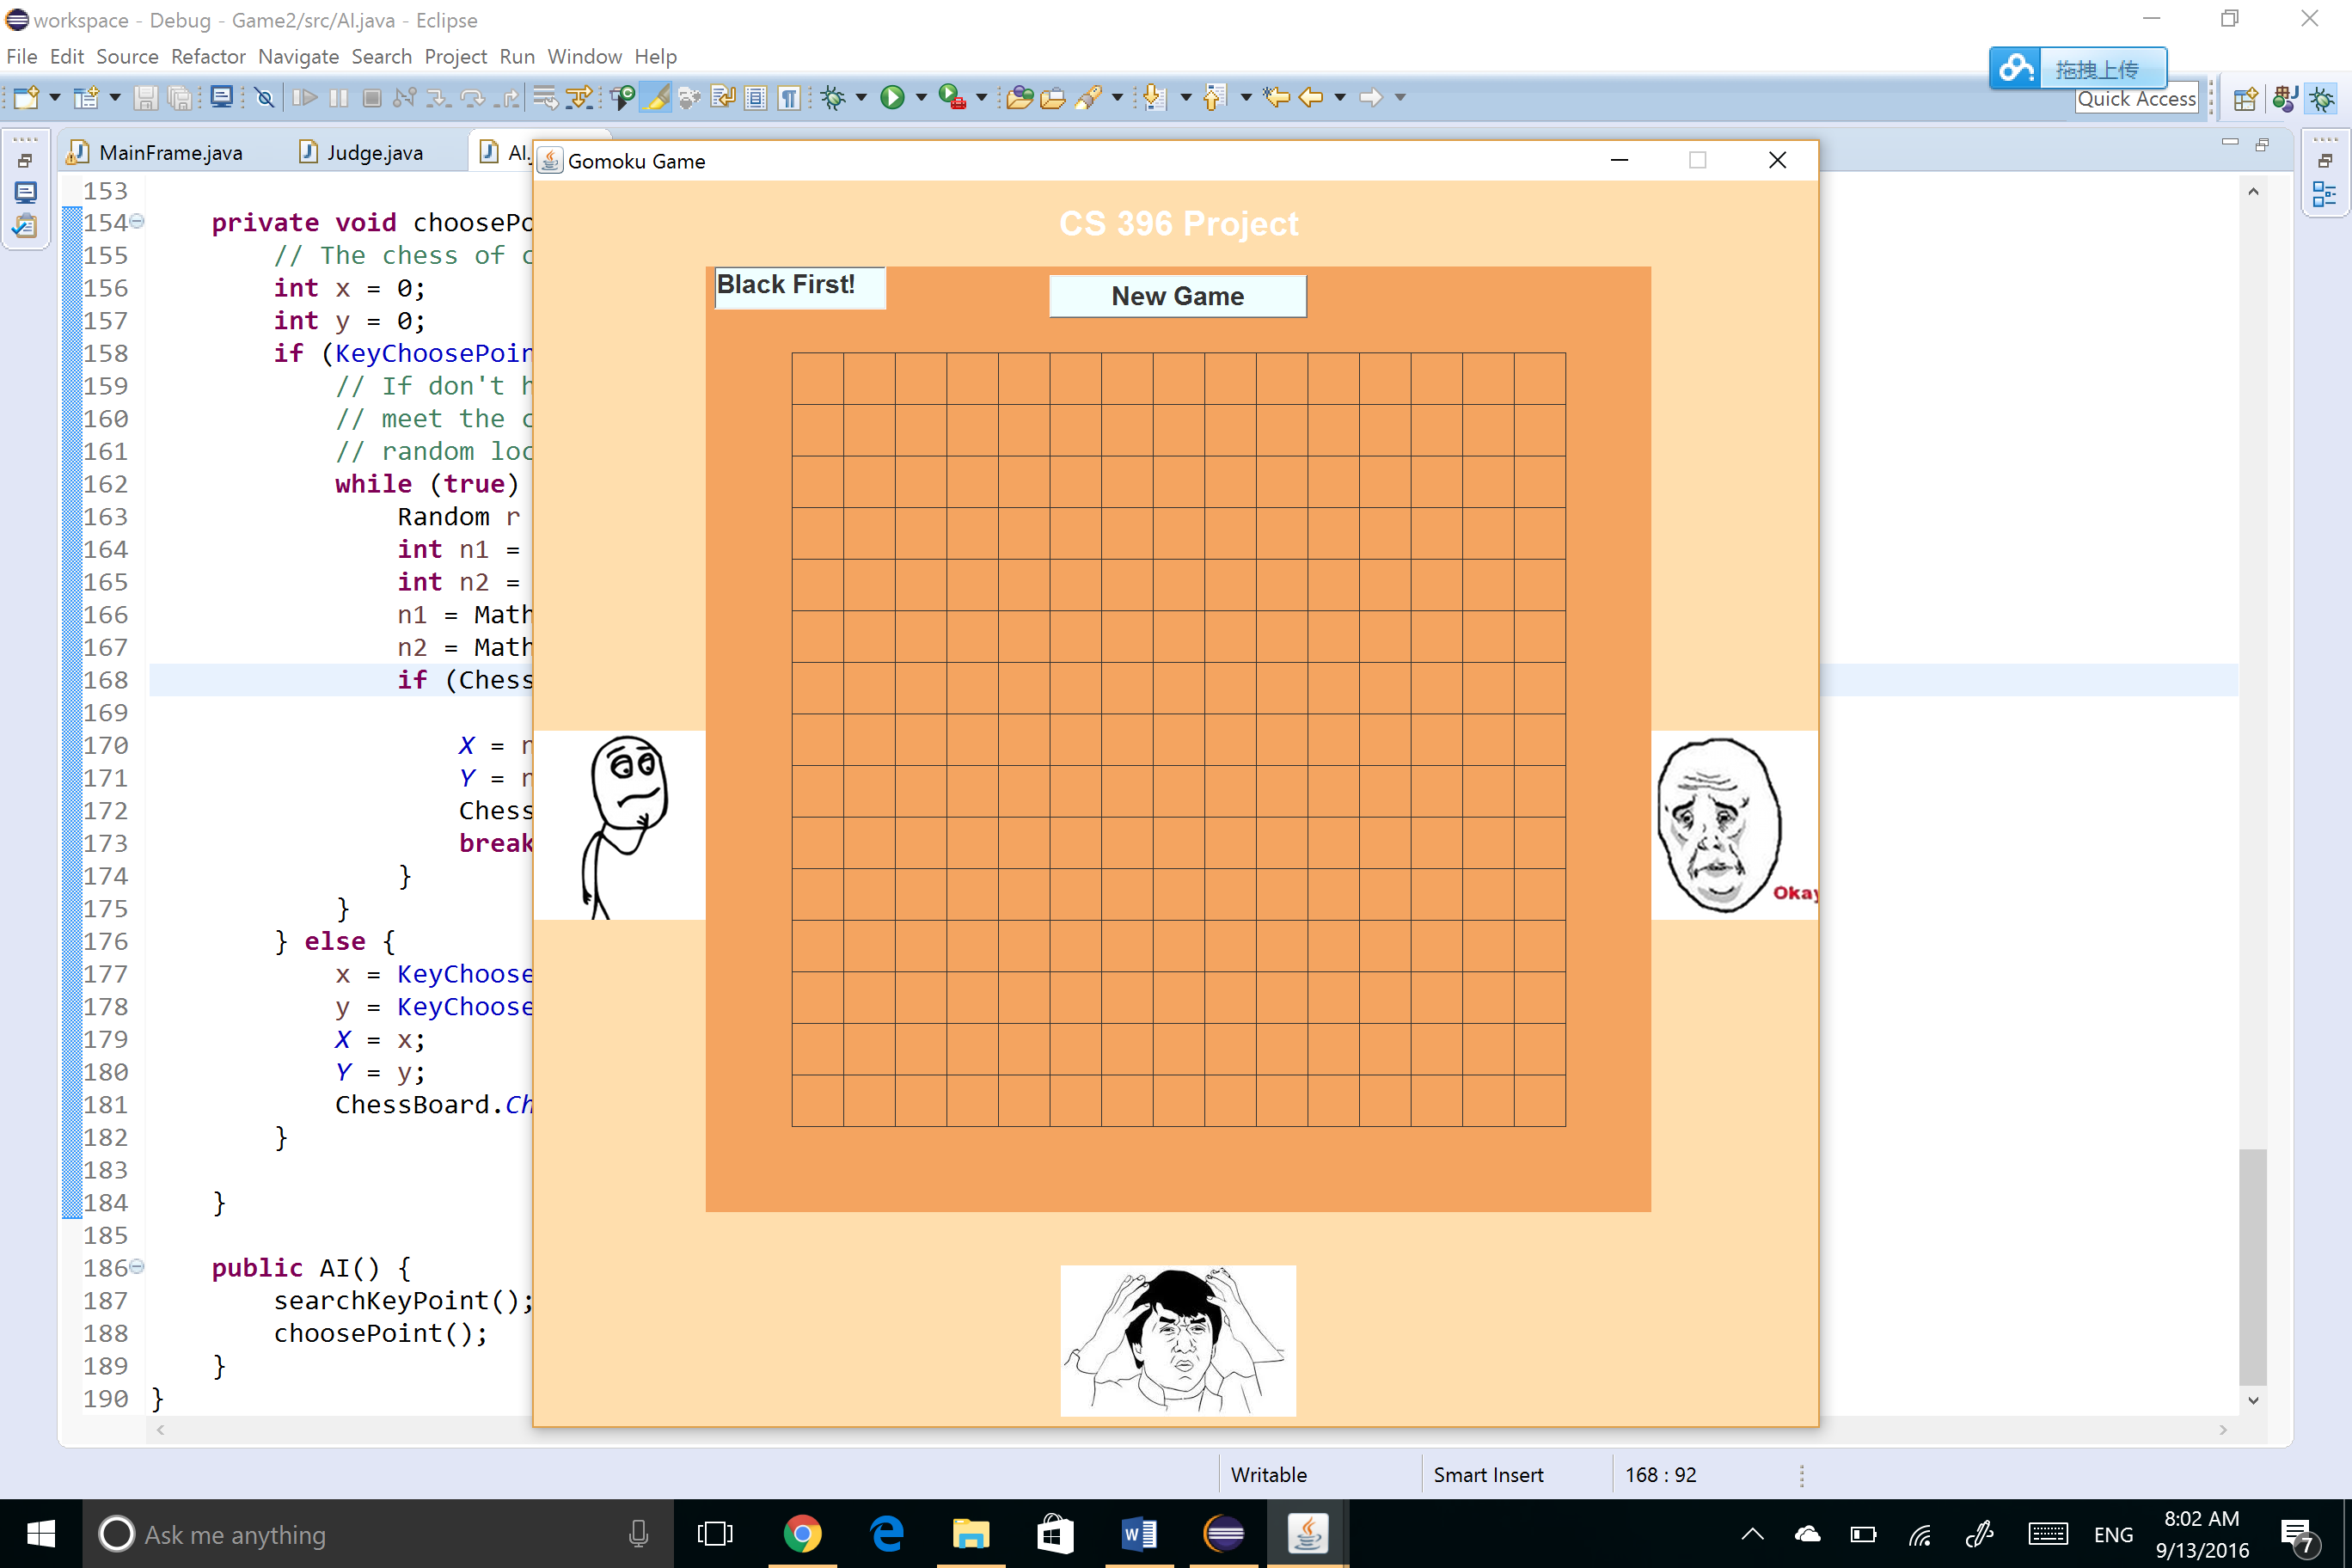 workspace - Debug - Game2/src/AI.java - Eclipse
File Edit Source Refactor Navigate Search Project Run Window Help
拖拽上传
Quick Access
MainFrame.java
Judge.java
AI.
Gomoku Game
CS 396 Project
Black First!
New Game
Okay
153
154 private void choosePo
155 // The chess of c
156 int x = 0;
157 int y = 0;
158 if (KeyChoosePoin
159 // If don't h
160 // meet the c
161 // random loc
162 while (true)
163 Random r
164 int n1 =
165 int n2 =
166 n1 = Math
167 n2 = Math
168 if (Chess
169
170 X = n
171 Y = n
172 Chess
173 break
174 }
175 }
176 } else {
177 x = KeyChoose
178 y = KeyChoose
179 X = x;
180 Y = y;
181 ChessBoard.Ch
182 }
183
184 }
185
186 public AI() {
187 searchKeyPoint();
188 choosePoint();
189 }
190 }
Writable
Smart Insert
168 : 92
Ask me anything
ENG
8:02 AM
9/13/2016
7